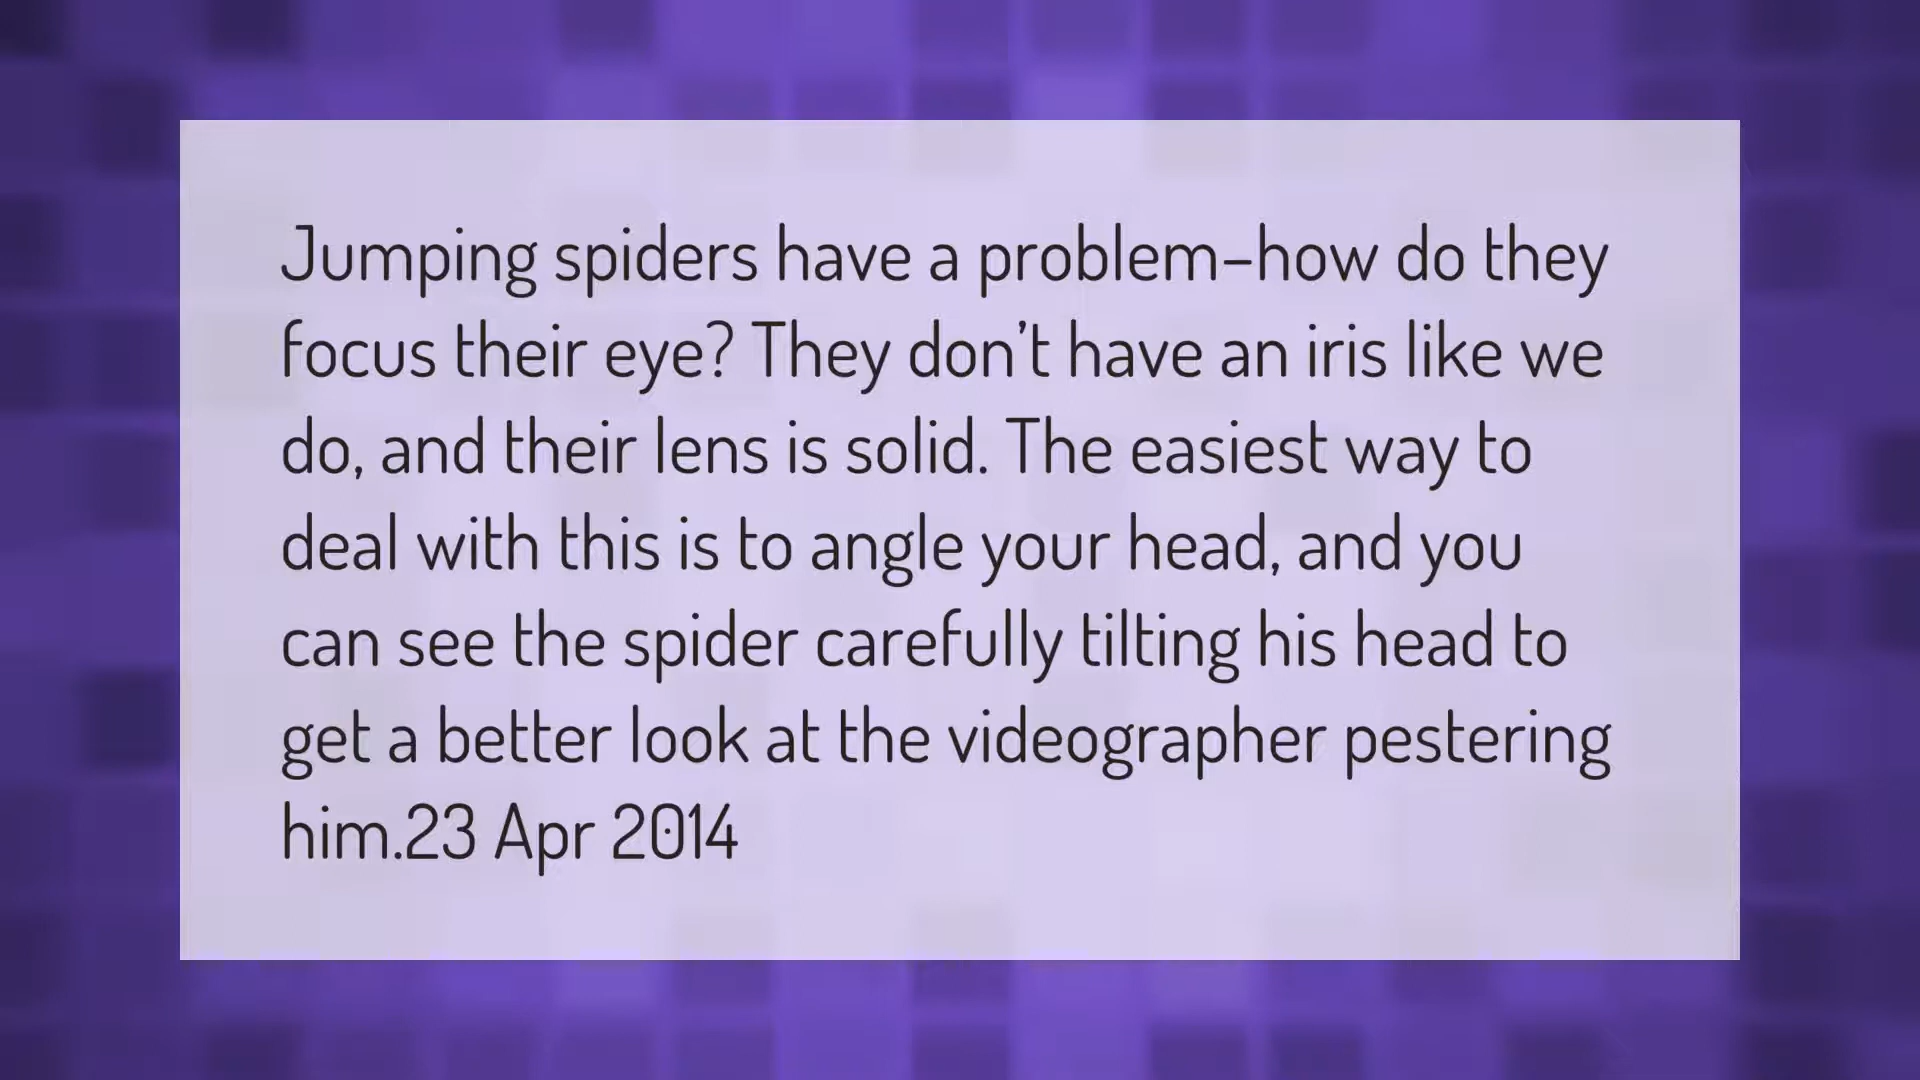 Jumping spiders have a problem–how do they
focus their eye? They don't have an iris like we
do, and their lens is solid. The easiest way to
deal with this is to angle your head, and you
can see the spider carefully tilting his head to
get a better look at the videographer pestering
him.23 Apr 2014